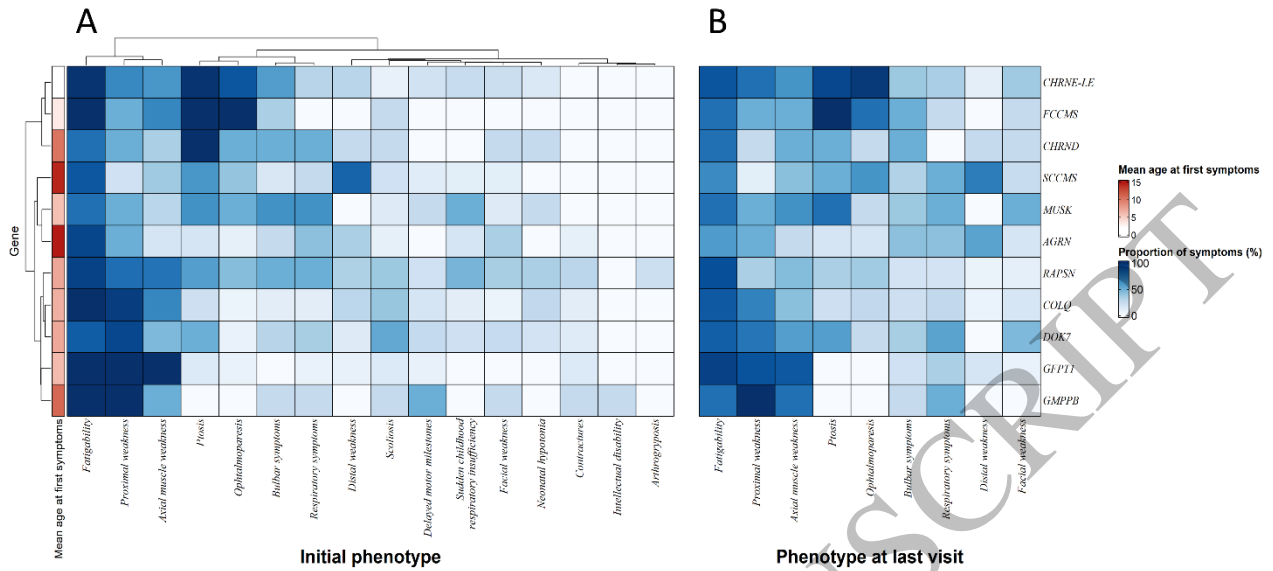 A
B
Gene
CHRNE-LE
FCCMS
CHRND
SCCMS
MUSK
AGRN
RAPSN
COLQ
DOK7
GFPT1
GMPPB
Mean age at first symptoms
15
10
5
0
Proportion of symptoms (%)
100
50
0
Mean age at first symptoms
Fatigability
Proximal weakness
Axial muscle weakness
Ptosis
Ophtalmoparesis
Bulbar symptoms
Respiratory symptoms
Distal weakness
Scoliosis
Delayed motor milestones
Sudden childhood
respiratory insufficiency
Facial weakness
Neonatal hypotonia
Contractures
Intellectual disability
Arthrogryposis
Fatigability
Proximal weakness
Axial muscle weakness
Ptosis
Ophtalmoparesis
Bulbar symptoms
Respiratory symptoms
Distal weakness
Facial weakness
Initial phenotype
Phenotype at last visit
USCRIPT